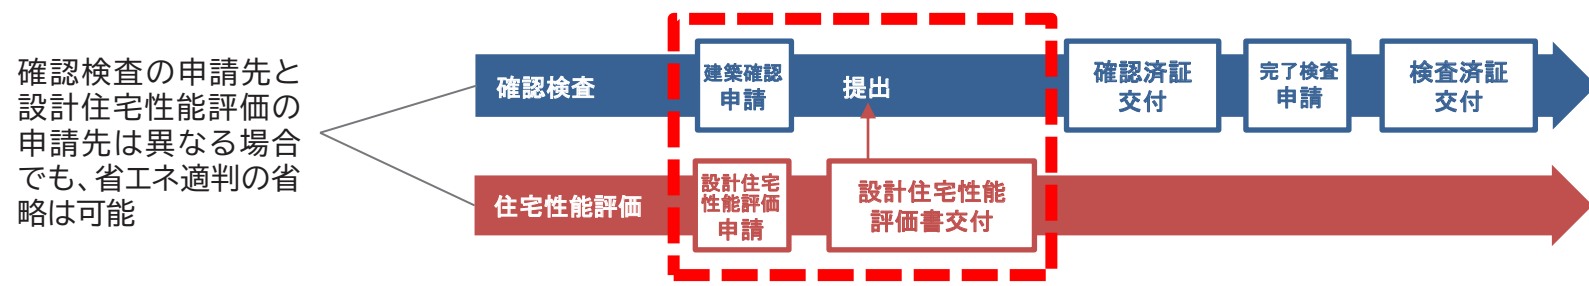 確認検査の申請先と
設計住宅性能評価の
申請先は異なる場合
でも、省エネ適判の省
略は可能
確認検査
建築確認
申請
提出
確認済証
交付
完了検査
申請
検査済証
交付
住宅性能評価
設計住宅
性能評価
申請
設計住宅性能
評価書交付